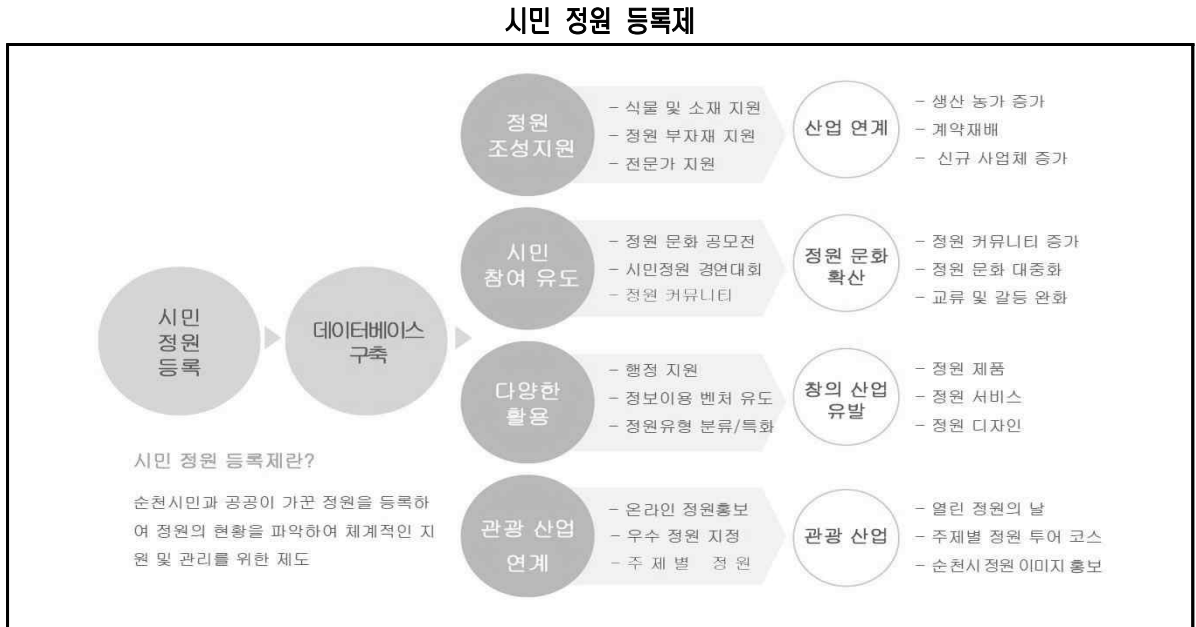 시민 정원 등록제
시민
정원
등록
데이터베이스
구축
시민 정원 등록제란?
순천시민과 공공이 가꾼 정원을 등록하
여 정원의 현황을 파악하여 체계적인 지
원 및 관리를 위한 제도
정원
조성지원
– 식물 및 소재 지원
– 정원 부자재 지원
– 전문가 지원
산업 연계
– 생산 농가 증가
– 계약재배
– 신규 사업체 증가
시민
참여 유도
– 정원 문화 공모전
– 시민정원 경연대회
– 정원 커뮤니티
정원 문화
확산
– 정원 커뮤니티 증가
– 정원 문화 대중화
– 교류 및 갈등 완화
다양한
활용
– 행정 지원
– 정보이용 벤처 유도
– 정원유형 분류/특화
창의 산업
유발
– 정원 제품
– 정원 서비스
– 정원 디자인
관광 산업
연계
– 온라인 정원홍보
– 우수 정원 지정
– 주 제 별 정 원
관광 산업
– 열린 정원의 날
– 주제별 정원 투어 코스
– 순천시 정원 이미지 홍보